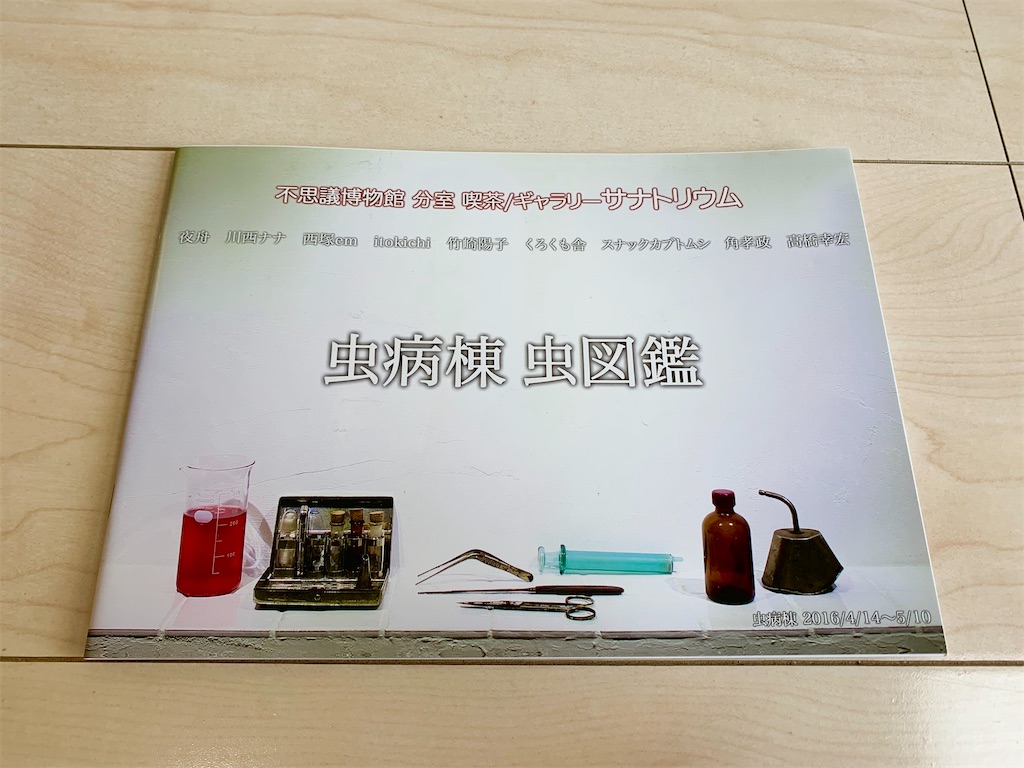 不思議博物館 分室 喫茶/ギャラリーサナトリウム
夜舟 川西ナナ 西塚em itokichi 竹崎陽子 くろくも舎 スナックカブトムシ 角孝政 高橋幸宏
虫病棟 虫図鑑
200
100
虫病棟 2016/4/14～5/10